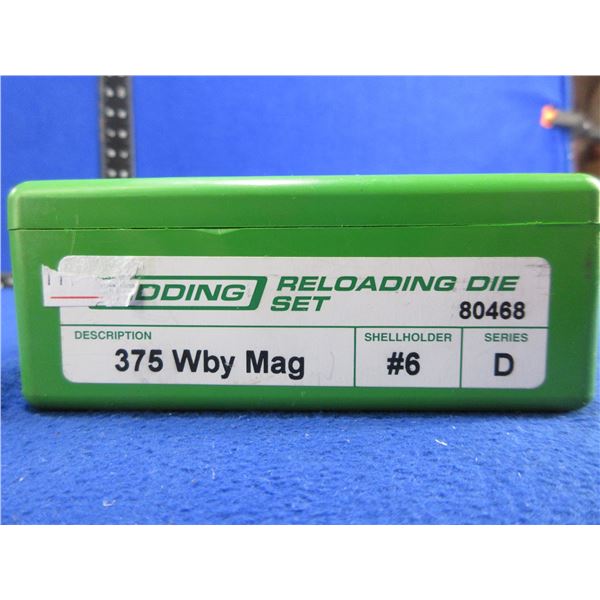 DDING RELOADING DIE
SET 80468
DESCRIPTION SHELLHOLDER SERIES
375 Wby Mag #6 D